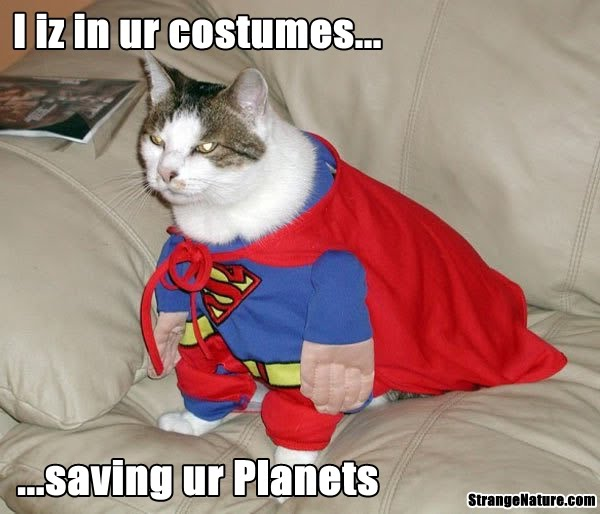 I iz in ur costumes...
S
...saving ur Planets
StrangeNature.com